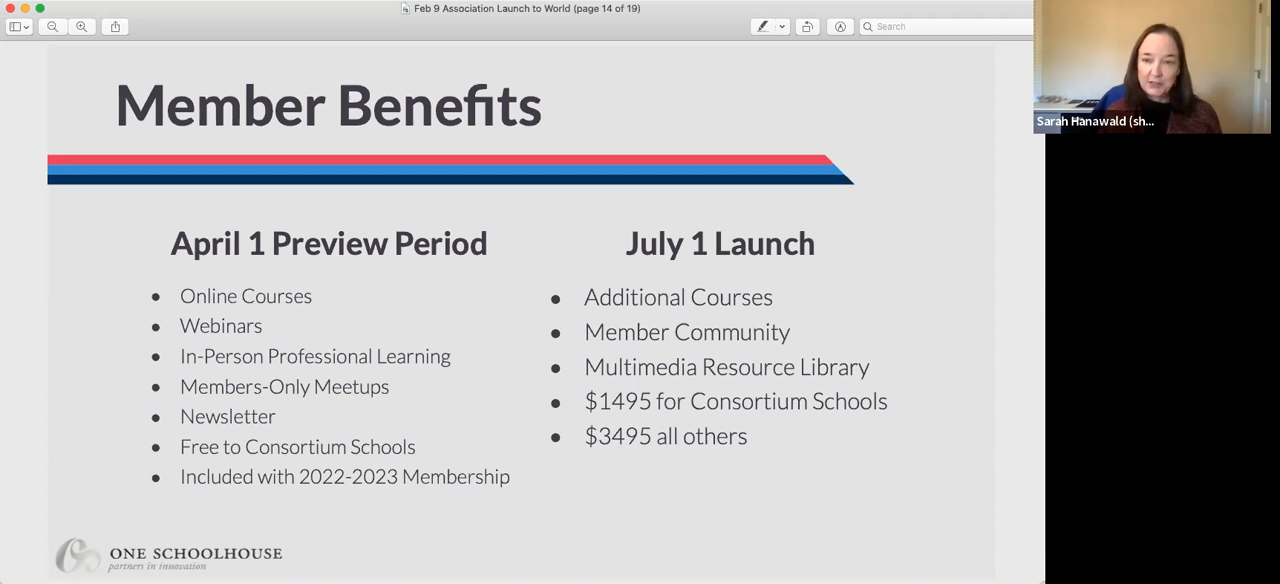 Feb 9 Association Launch to World (page 14 of 19)
Search
Sarah Hanawald (sh...
Member Benefits
April 1 Preview Period
• Online Courses
• Webinars
• In-Person Professional Learning
• Members-Only Meetups
• Newsletter
• Free to Consortium Schools
• Included with 2022-2023 Membership
July 1 Launch
• Additional Courses
• Member Community
• Multimedia Resource Library
• $1495 for Consortium Schools
• $3495 all others
ONE SCHOOLHOUSE
partners in innovation